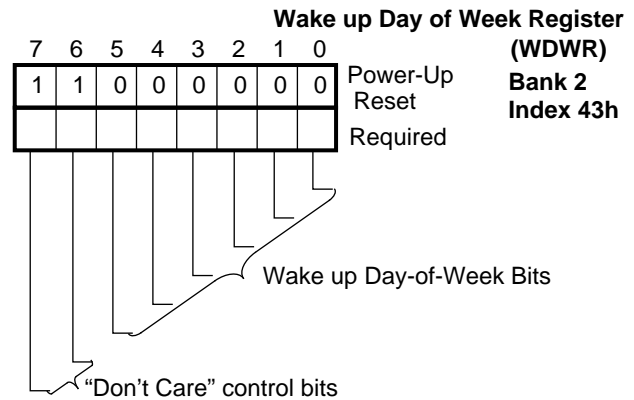 Wake up Day of Week Register
(WDWR)
7 6 5 4 3 2 1 0
1 1 0 0 0 0 0 0
Power-Up
Reset
Bank 2
Index 43h
Required
Wake up Day-of-Week Bits
“Don’t Care” control bits